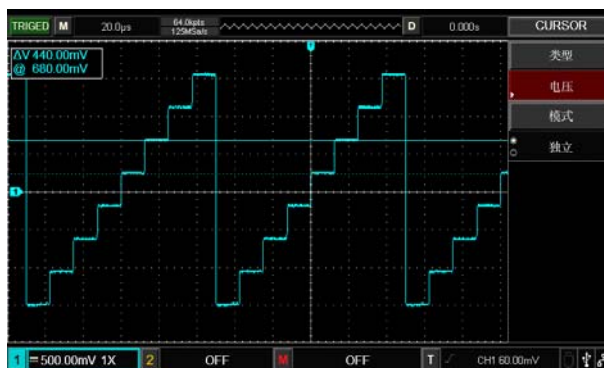 TRIGED M 20.0µs 64.0kpts D 0.000s CURSOR
125MSa/s
ΔV 440.00mV
@ 680.00mV
类型
电压
模式
独立
1
1 500.00mV 1X 2 OFF M OFF T CH1 60.00mV